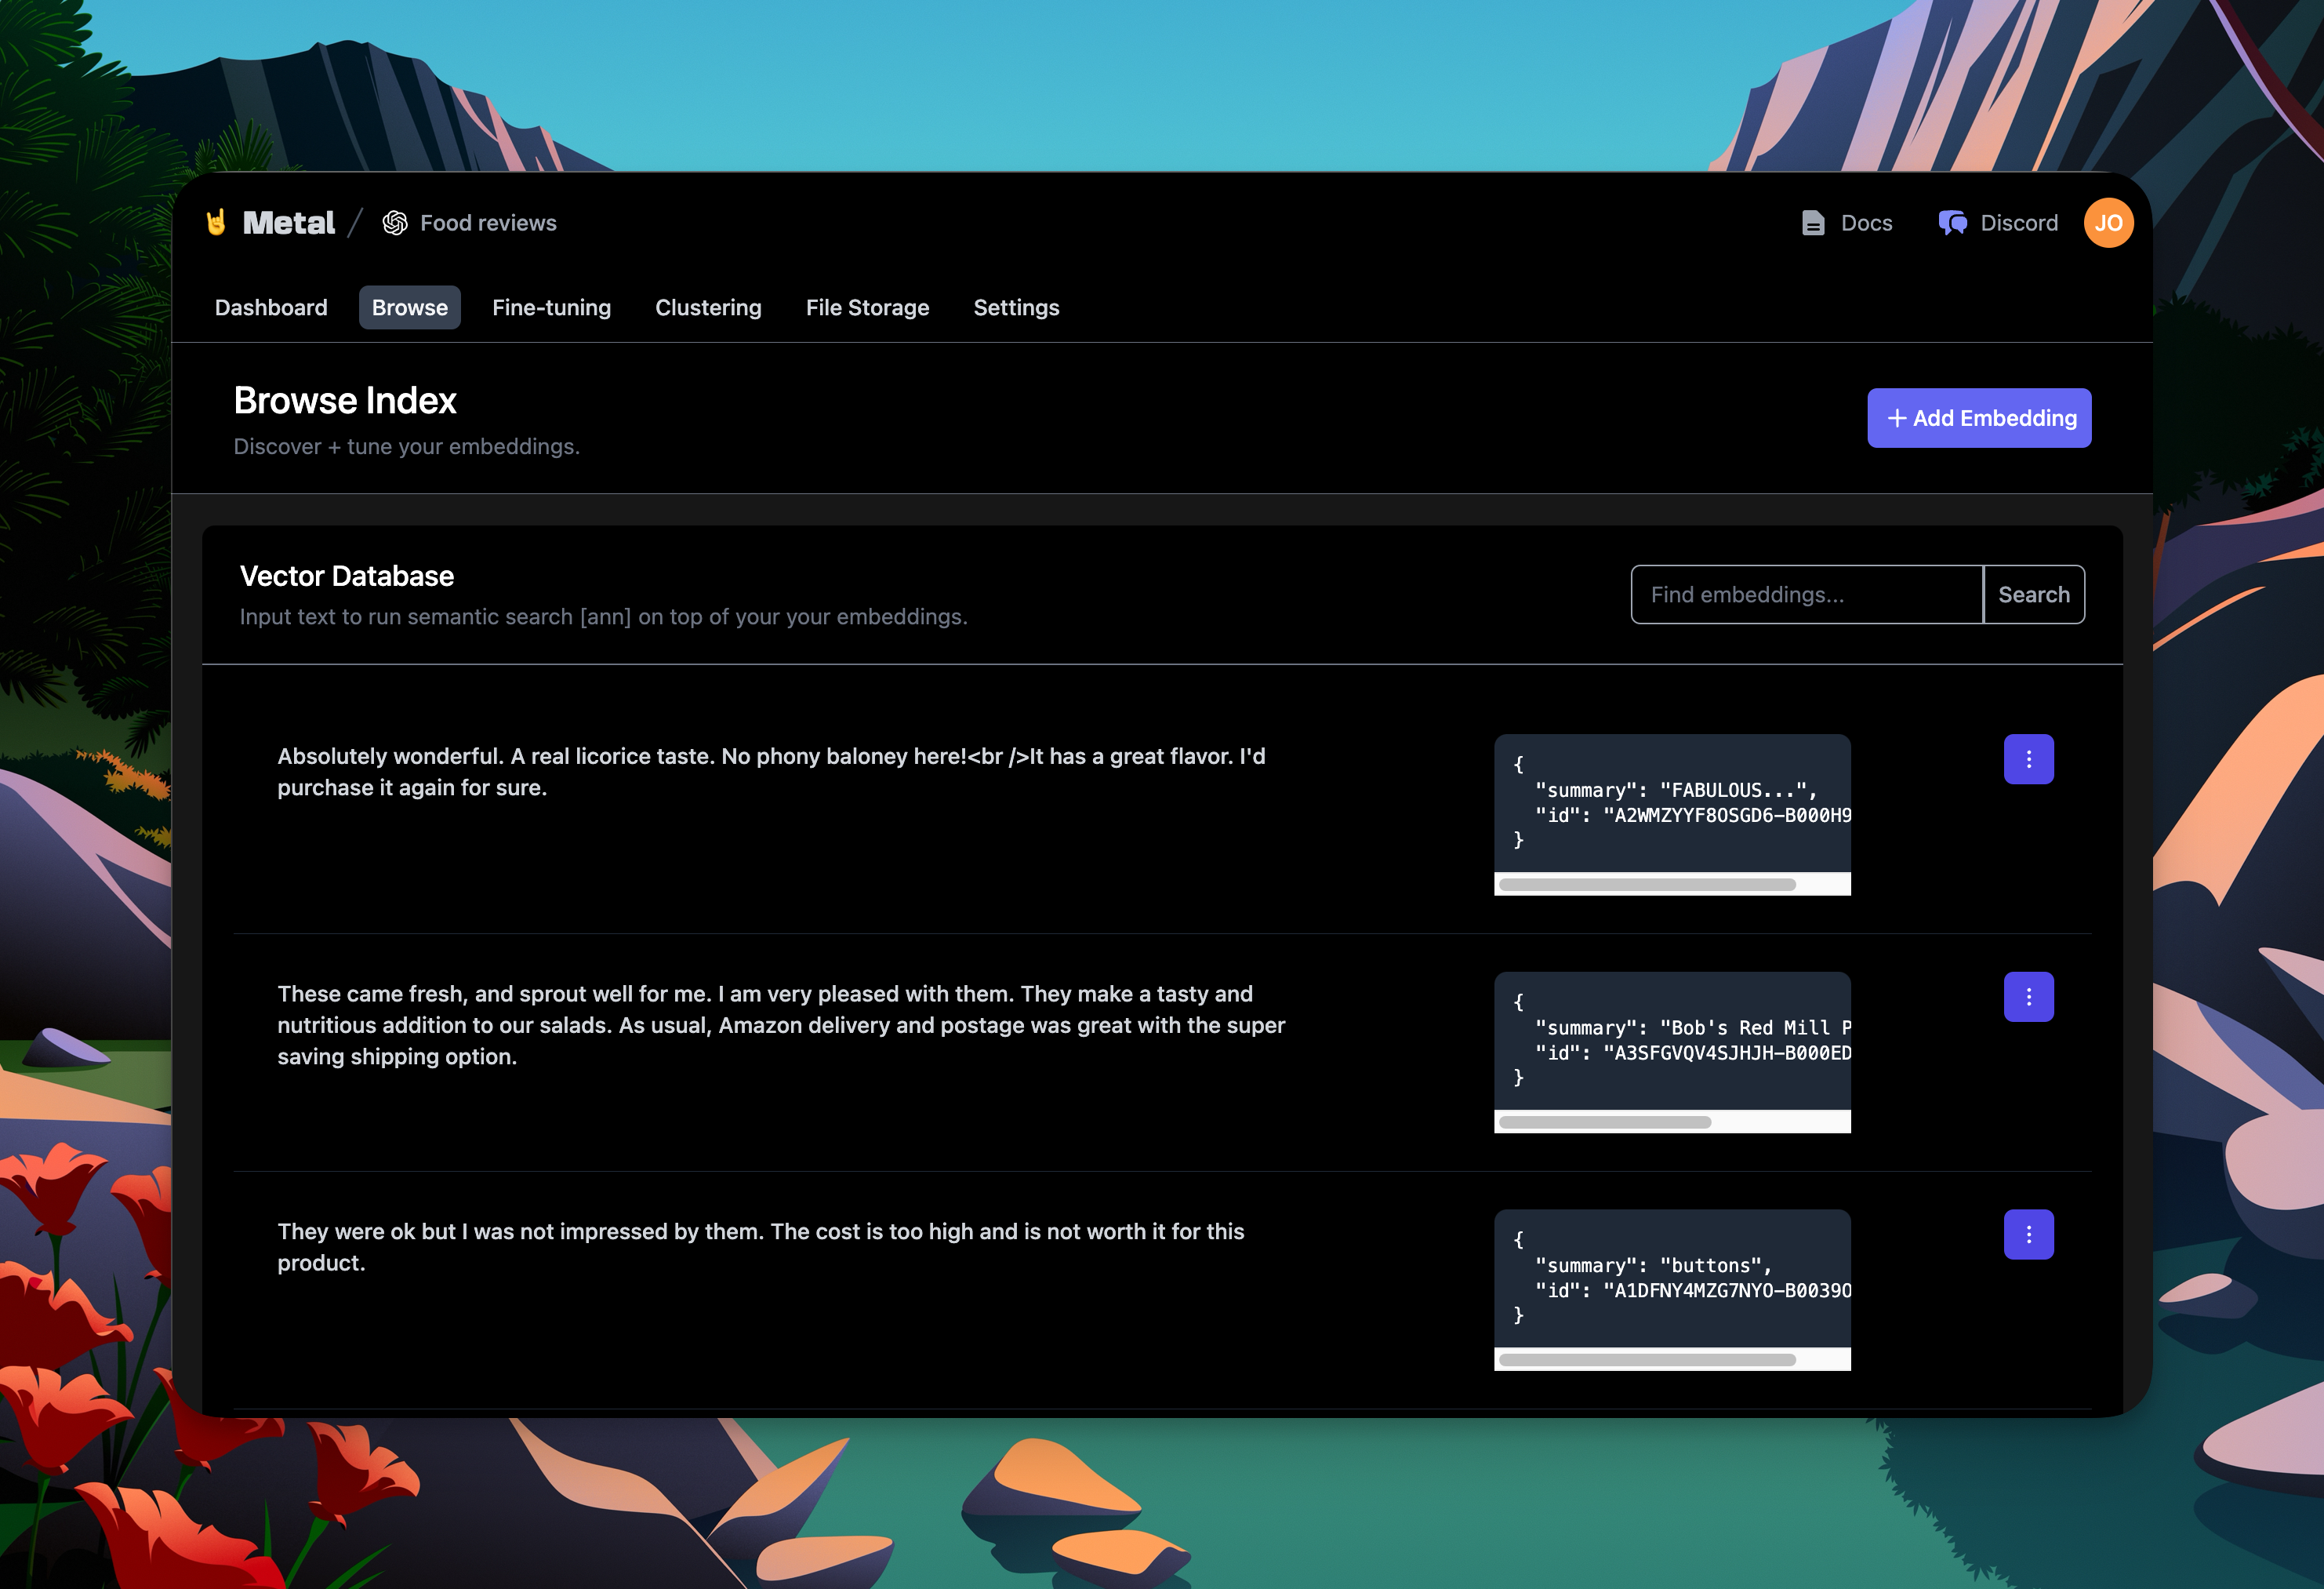 🤘 Metal / Food reviews
Docs
Discord
JO
Dashboard
Browse
Fine-tuning
Clustering
File Storage
Settings
Browse Index
Discover + tune your embeddings.
+ Add Embedding
Vector Database
Input text to run semantic search [ann] on top of your your embeddings.
Find embeddings...
Search
Absolutely wonderful. A real licorice taste. No phony baloney here!<br />It has a great flavor. I'd
purchase it again for sure.
{
"summary": "FABULOUS...",
"id": "A2WMZYYF8OSGD6-B000H9
}
These came fresh, and sprout well for me. I am very pleased with them. They make a tasty and
nutritious addition to our salads. As usual, Amazon delivery and postage was great with the super
saving shipping option.
{
"summary": "Bob's Red Mill P
"id": "A3SFGVQV4SJHJH-B000ED
}
They were ok but I was not impressed by them. The cost is too high and is not worth it for this
product.
{
"summary": "buttons",
"id": "A1DFNY4MZG7NYO-B0039O
}